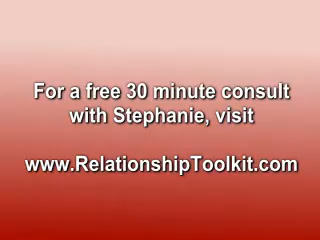 For a free 30 minute consult
with Stephanie, visit
www.RelationshipToolkit.com